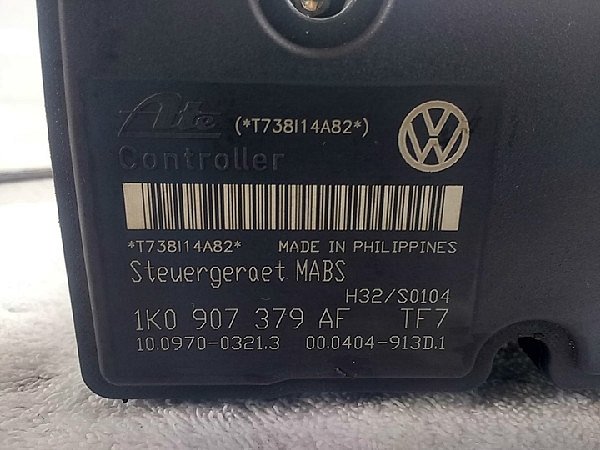 Ate (*T738I14A82*)
Controller
*T738I14A82* MADE IN PHILIPPINES
Steuergeraet MABS
H32/S0104
1K0 907 379 AF TF7
10.0970-0321.3 00.0404-913D.1